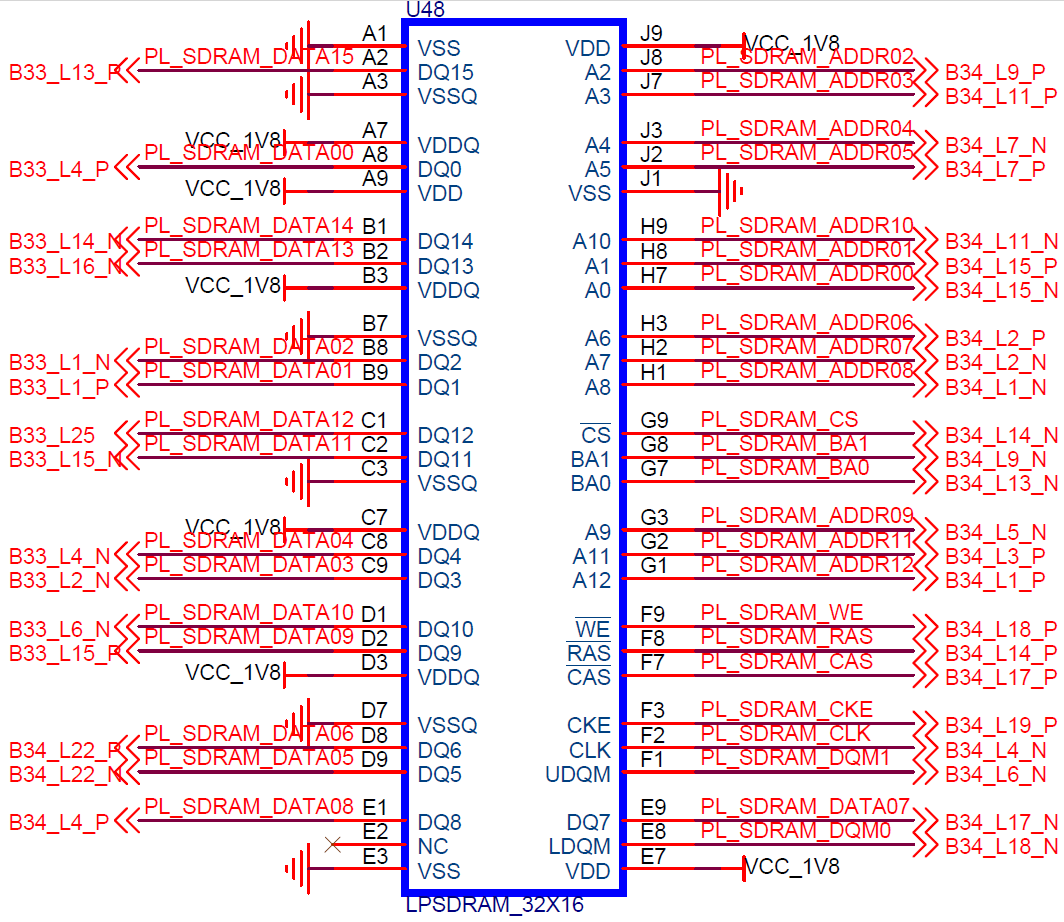 U48
A1 VSS VDD J9 VCC_1V8
B33_L13_P PL_SDRAM_DATA15 A2 DQ15 A2 J8 PL_SDRAM_ADDR02 B34_L9_P
A3 VSSQ A3 J7 PL_SDRAM_ADDR03 B34_L11_P
VCC_1V8 A7 VDDQ A4 J3 PL_SDRAM_ADDR04 B34_L7_N
B33_L4_P PL_SDRAM_DATA00 A8 DQ0 A5 J2 PL_SDRAM_ADDR05 B34_L7_P
VCC_1V8 A9 VDD VSS J1
B33_L14_N PL_SDRAM_DATA14 B1 DQ14 A10 H9 PL_SDRAM_ADDR10 B34_L11_N
B33_L16_N PL_SDRAM_DATA13 B2 DQ13 A1 H8 PL_SDRAM_ADDR01 B34_L15_P
VCC_1V8 B3 VDDQ A0 H7 PL_SDRAM_ADDR00 B34_L15_N
B7 VSSQ A6 H3 PL_SDRAM_ADDR06 B34_L2_P
B33_L1_N PL_SDRAM_DATA02 B8 DQ2 A7 H2 PL_SDRAM_ADDR07 B34_L2_N
B33_L1_P PL_SDRAM_DATA01 B9 DQ1 A8 H1 PL_SDRAM_ADDR08 B34_L1_N
B33_L25 PL_SDRAM_DATA12 C1 DQ12 CS G9 PL_SDRAM_CS B34_L14_N
B33_L15_N PL_SDRAM_DATA11 C2 DQ11 BA1 G8 PL_SDRAM_BA1 B34_L9_N
C3 VSSQ BA0 G7 PL_SDRAM_BA0 B34_L13_N
VCC_1V8 C7 VDDQ A9 G3 PL_SDRAM_ADDR09 B34_L5_N
B33_L4_N PL_SDRAM_DATA04 C8 DQ4 A11 G2 PL_SDRAM_ADDR11 B34_L3_P
B33_L2_N PL_SDRAM_DATA03 C9 DQ3 A12 G1 PL_SDRAM_ADDR12 B34_L1_P
B33_L6_N PL_SDRAM_DATA10 D1 DQ10 WE F9 PL_SDRAM_WE B34_L18_P
B33_L15_P PL_SDRAM_DATA09 D2 DQ9 RAS F8 PL_SDRAM_RAS B34_L14_P
VCC_1V8 D3 VDDQ CAS F7 PL_SDRAM_CAS B34_L17_P
D7 VSSQ CKE F3 PL_SDRAM_CKE B34_L19_P
B34_L22_P PL_SDRAM_DATA06 D8 DQ6 CLK F2 PL_SDRAM_CLK B34_L4_N
B34_L22_N PL_SDRAM_DATA05 D9 DQ5 UDQM F1 PL_SDRAM_DQM1 B34_L6_N
B34_L4_P PL_SDRAM_DATA08 E1 DQ8 DQ7 E9 PL_SDRAM_DATA07 B34_L17_N
E2 NC LDQM E8 PL_SDRAM_DQM0 B34_L18_N
E3 VSS VDD E7 VCC_1V8
LPSDRAM_32X16